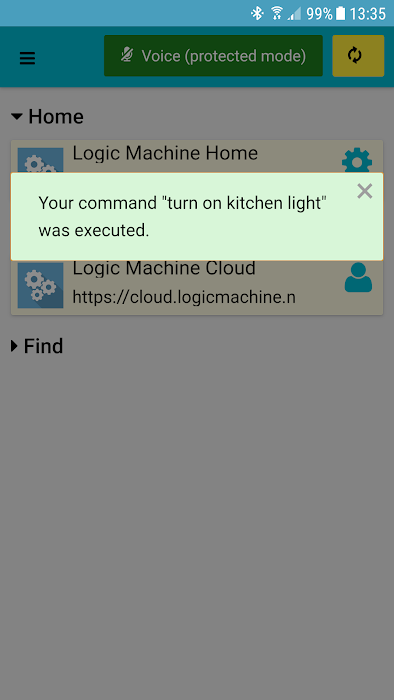 99% 13:35
Voice (protected mode)
Home
Logic Machine Home
Your command "turn on kitchen light"
was executed.
Logic Machine Cloud
https://cloud.logicmachine.n
Find